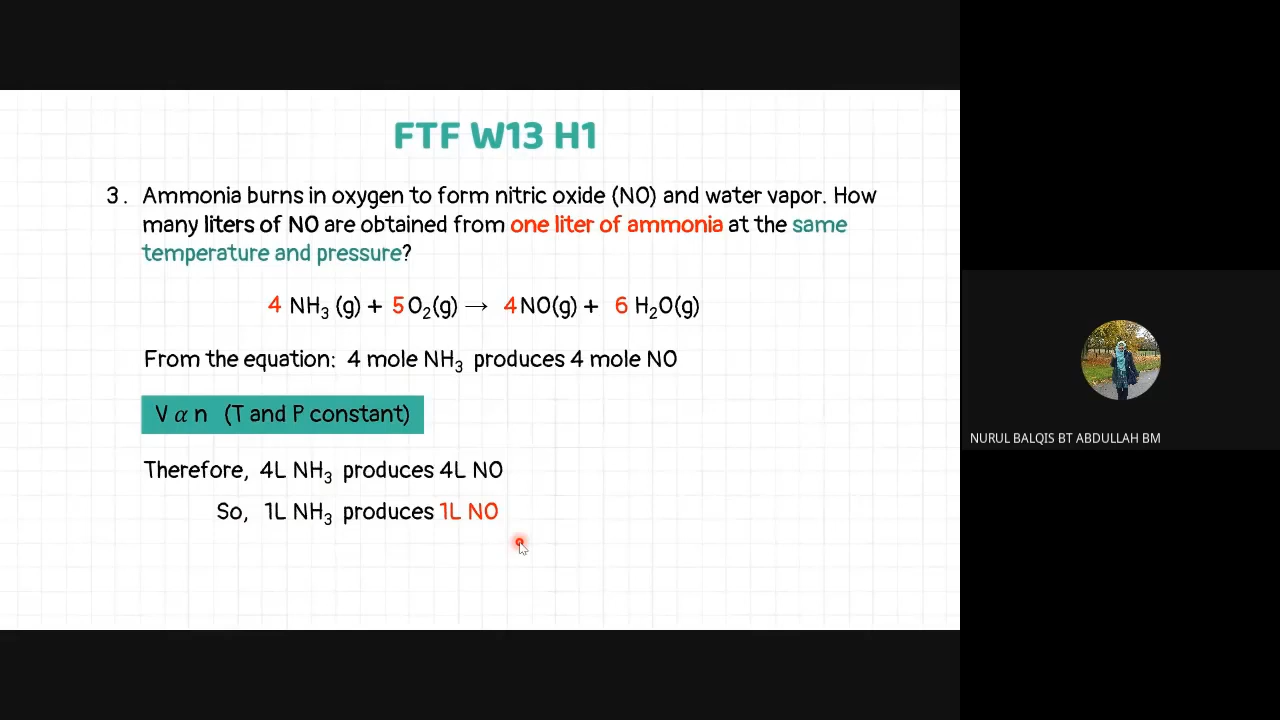 FTF W13 H1
3. Ammonia burns in oxygen to form nitric oxide (NO) and water vapor. How
many liters of NO are obtained from one liter of ammonia at the same
temperature and pressure?
4 NH₃ (g) + 5 O₂(g) → 4 NO(g) + 6 H₂O(g)
From the equation: 4 mole NH₃ produces 4 mole NO
V α n (T and P constant)
Therefore, 4L NH₃ produces 4L NO
So, 1L NH₃ produces 1L NO
NURUL BALQIS BT ABDULLAH BM